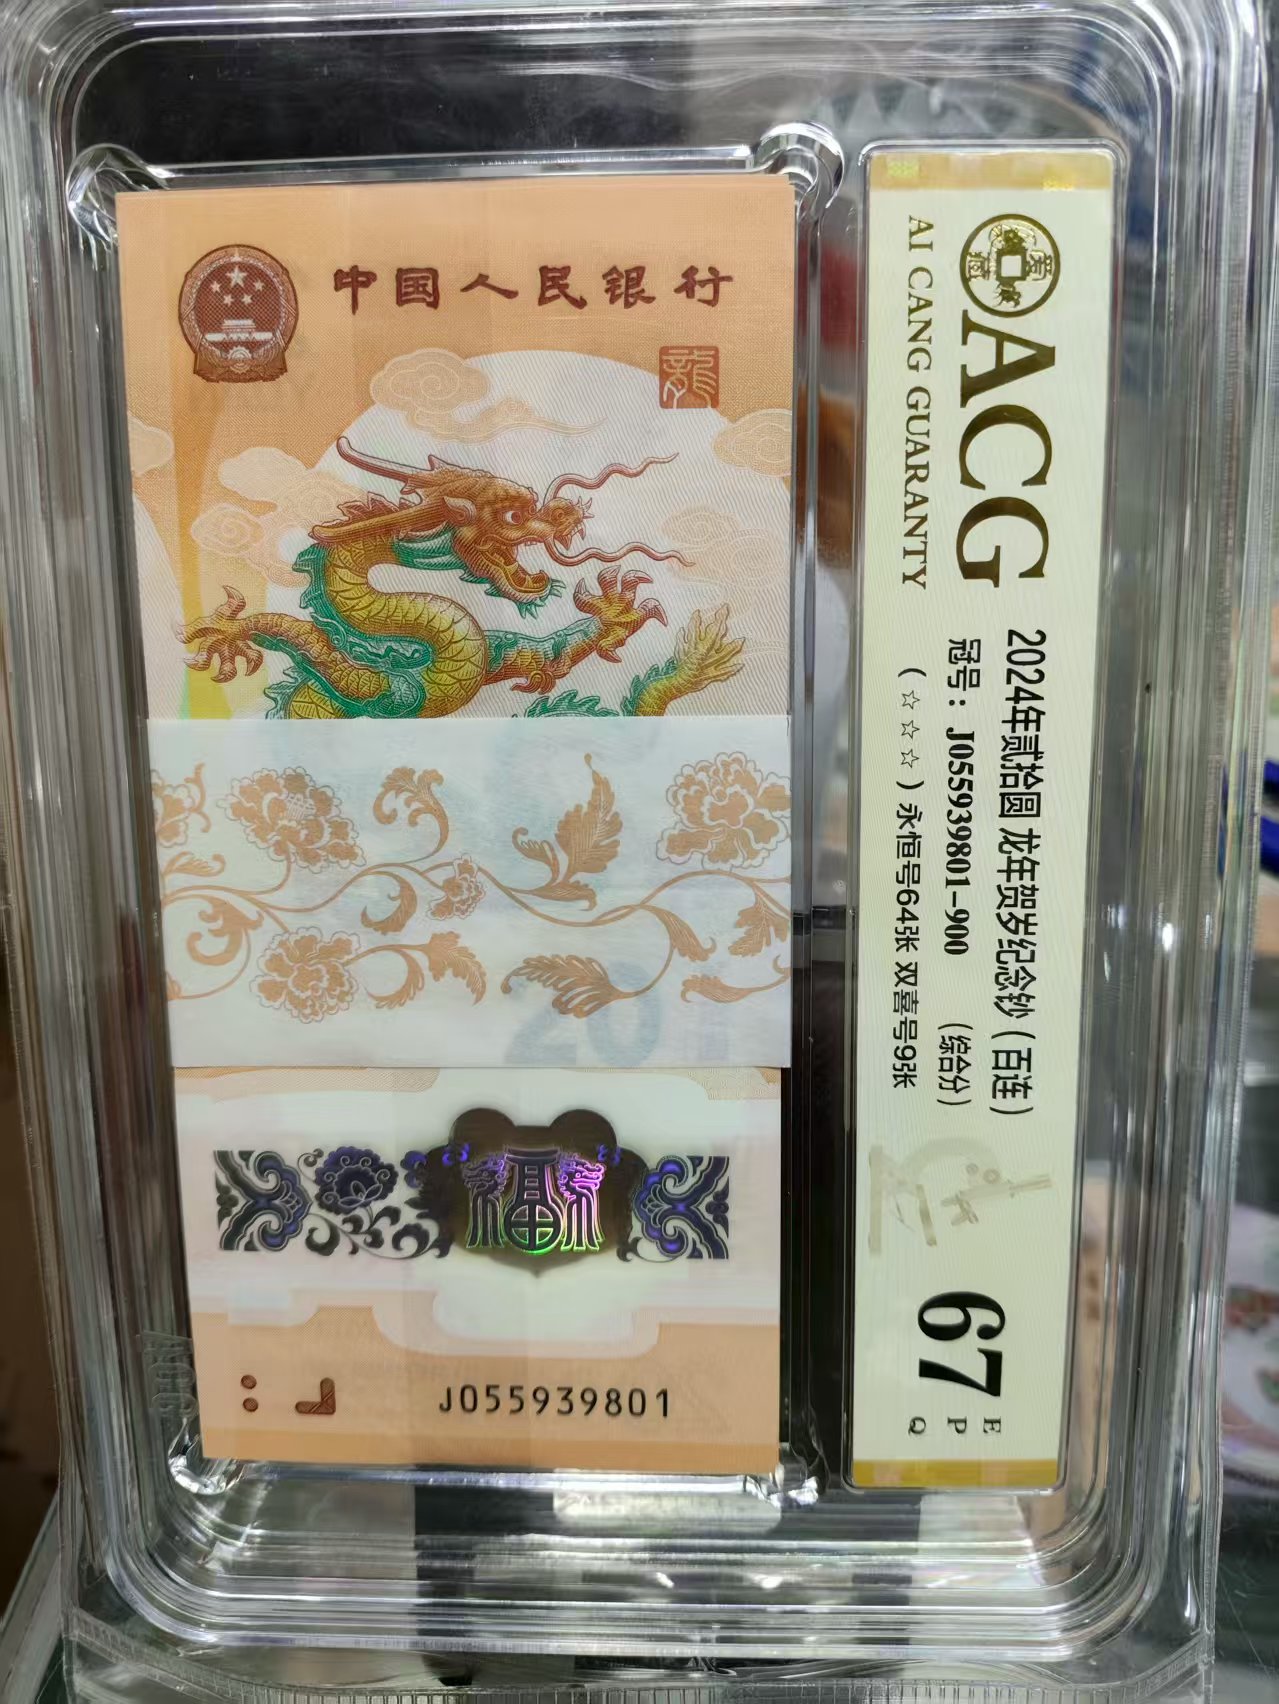 中国人民银行
龍
福
J055939801
爱藏
ACG
AI CANG GUARANTY
2024年贰拾圆 龙年贺岁纪念钞（百连）
冠号：J055939801-900 （综合分）
（☆☆☆）永恒号64张 双喜号9张
67 E
P
Q